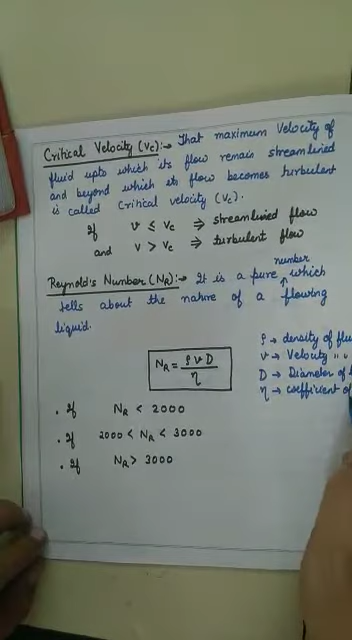 Critical Velocity (Vc):→ That maximum Velocity of
fluid upto which its flow remain streamlined
and beyond which its flow becomes turbulent
is called Critical velocity (Vc).
If v ≤ Vc ⇒ streamlined flow
and v > Vc ⇒ turbulent flow
number
Reynold's Number (NR):→ It is a pure which
tells about the nature of a flowing
liquid.
NR = ρ v D / η
ρ → density of flu
v → Velocity " "
D → Diameter of
η → coefficient of
. If NR < 2000
. If 2000 < NR < 3000
. If NR > 3000